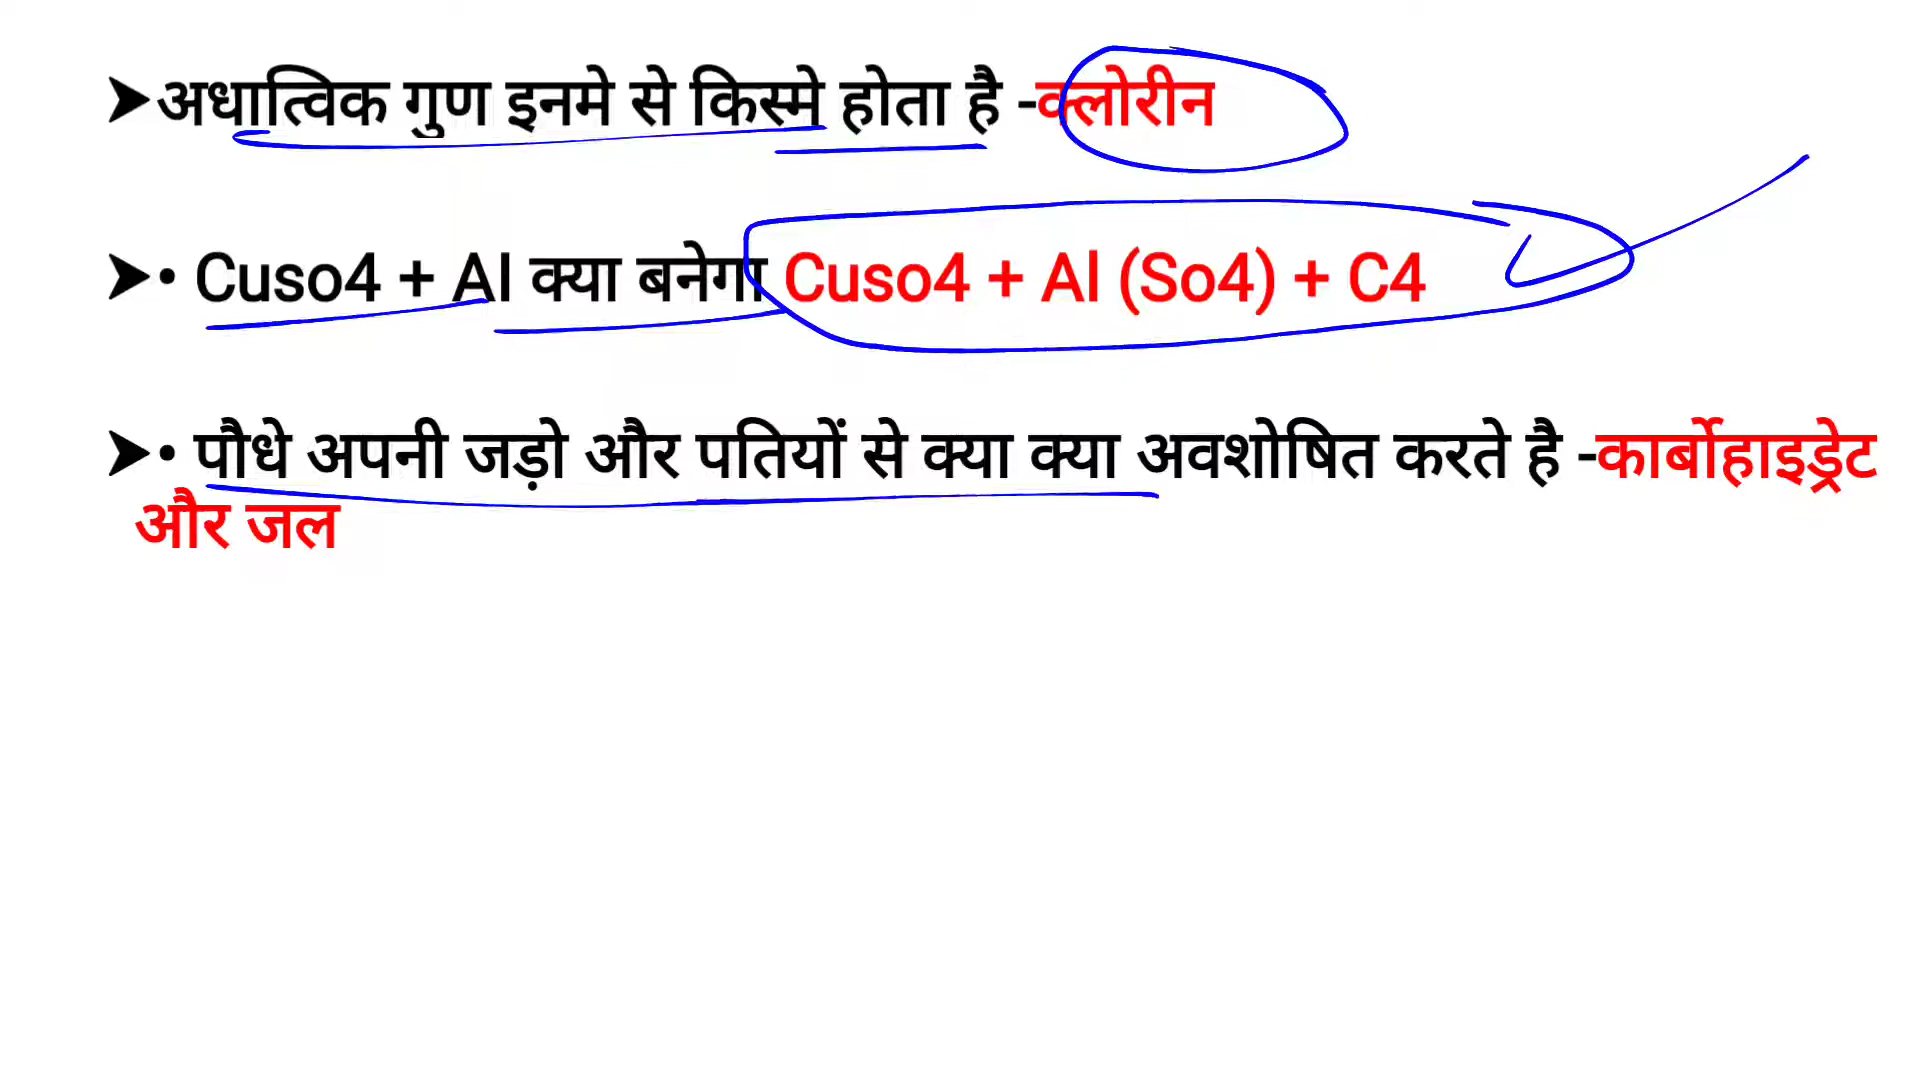 ➤अधात्विक गुण इनमे से किस्मे होता है -क्लोरीन
➤• Cuso4 + Al क्या बनेगा Cuso4 + Al (So4) + C4
➤• पौधे अपनी जड़ो और पतियों से क्या क्या अवशोषित करते है -कार्बोहाइड्रेट
और जल